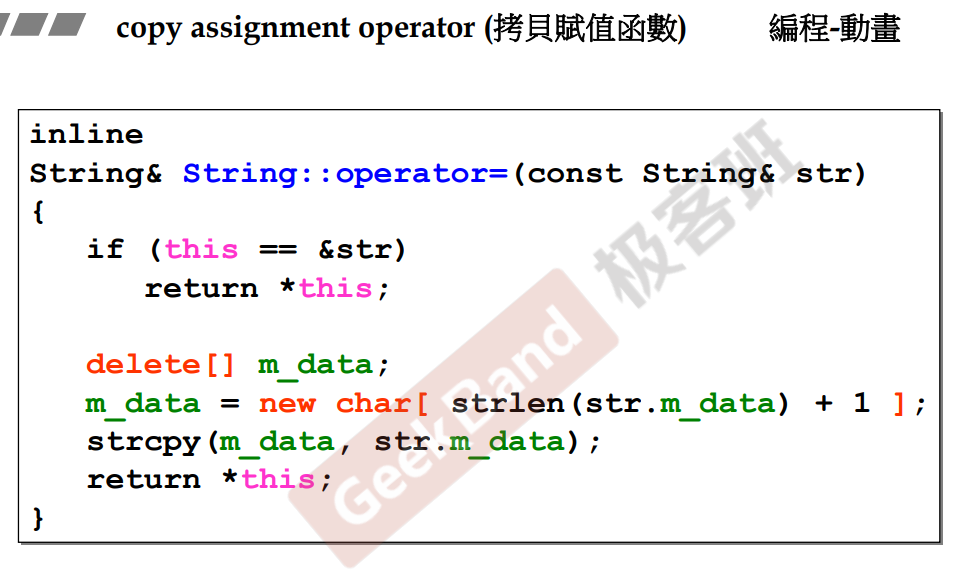 copy assignment operator (拷貝賦值函數) 編程-動畫
inline
String& String::operator=(const String& str)
{
if (this == &str)
return *this;
delete[] m_data;
m_data = new char[ strlen(str.m_data) + 1 ];
strcpy(m_data, str.m_data);
return *this;
}
GeekBand 极客班